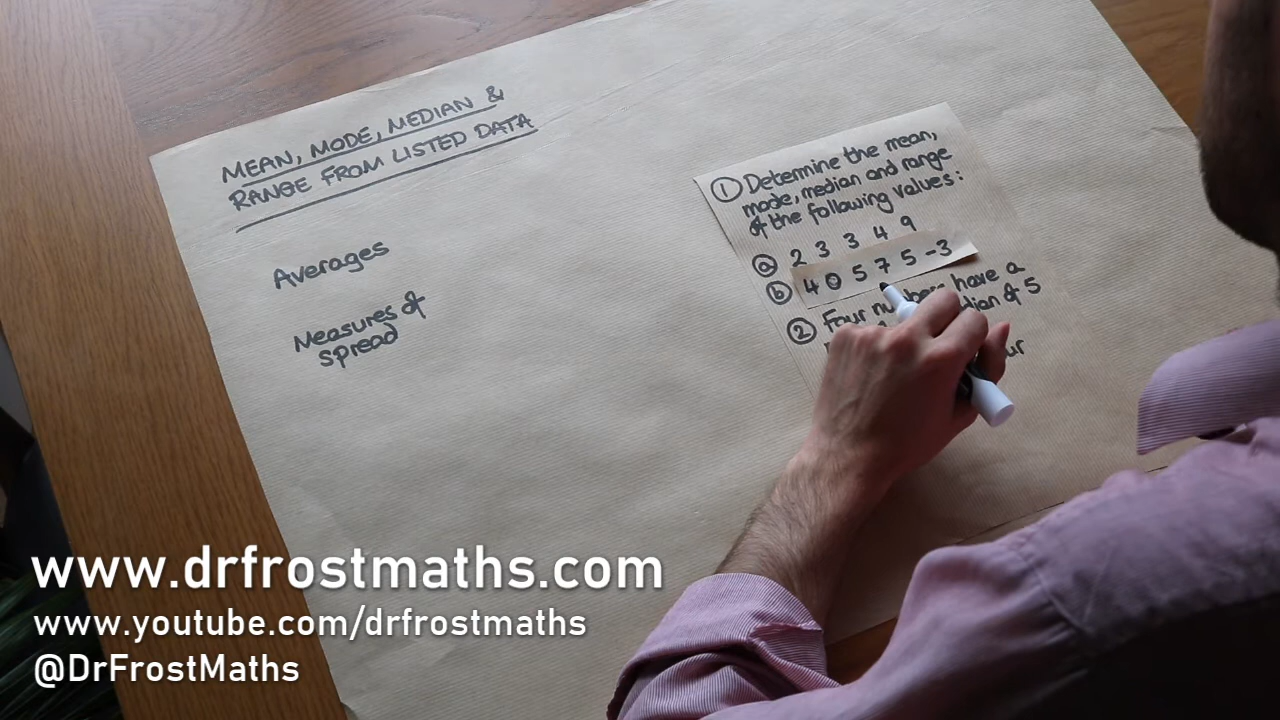 MEAN, MODE, MEDIAN &
RANGE FROM LISTED DATA
Averages
Measures of
spread
① Determine the mean,
mode, median and range
of the following values:
ⓐ 2 3 3 4 9
ⓑ 4 0 5 7 5 -3
② Four numbers have a
of 5
www.drfrostmaths.com
www.youtube.com/drfrostmaths
@DrFrostMaths